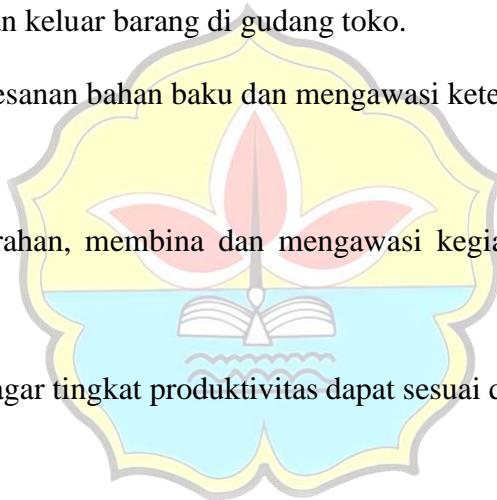 n keluar barang di gudang toko.
esanan bahan baku dan mengawasi kete
rahan, membina dan mengawasi kegia
agar tingkat produktivitas dapat sesuai d